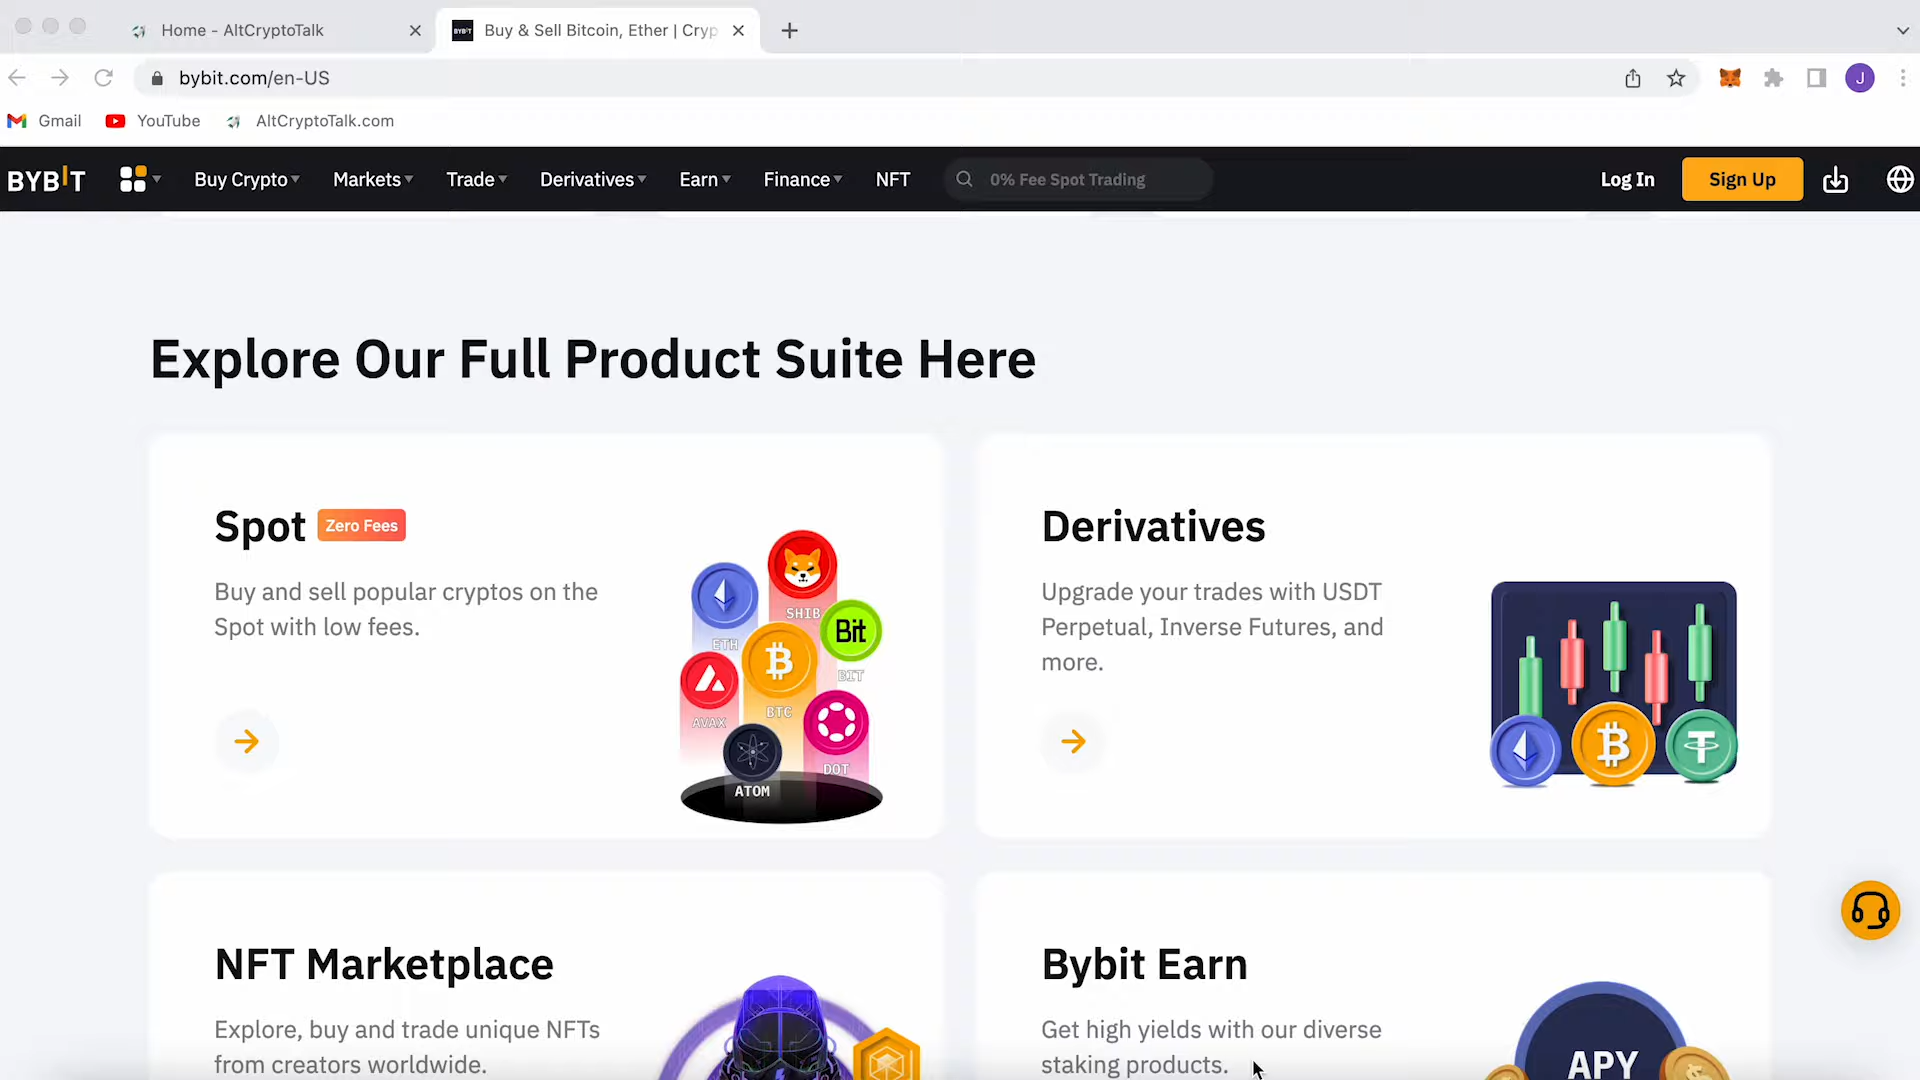 Home - AltCryptoTalk
BYBIT
Buy & Sell Bitcoin, Ether | Cryp
bybit.com/en-US
J
Gmail
YouTube
AltCryptoTalk.com
BYBIT
Buy Crypto
Markets
Trade
Derivatives
Earn
Finance
NFT
0% Fee Spot Trading
Log In
Sign Up
Explore Our Full Product Suite Here
Spot
Zero Fees
Buy and sell popular cryptos on the
Spot with low fees.
SHIB
ETH
Bit
BIT
AVAX
BTC
DOT
ATOM
Derivatives
Upgrade your trades with USDT
Perpetual, Inverse Futures, and
more.
NFT Marketplace
Explore, buy and trade unique NFTs
from creators worldwide.
Bybit Earn
Get high yields with our diverse
staking products.
APY